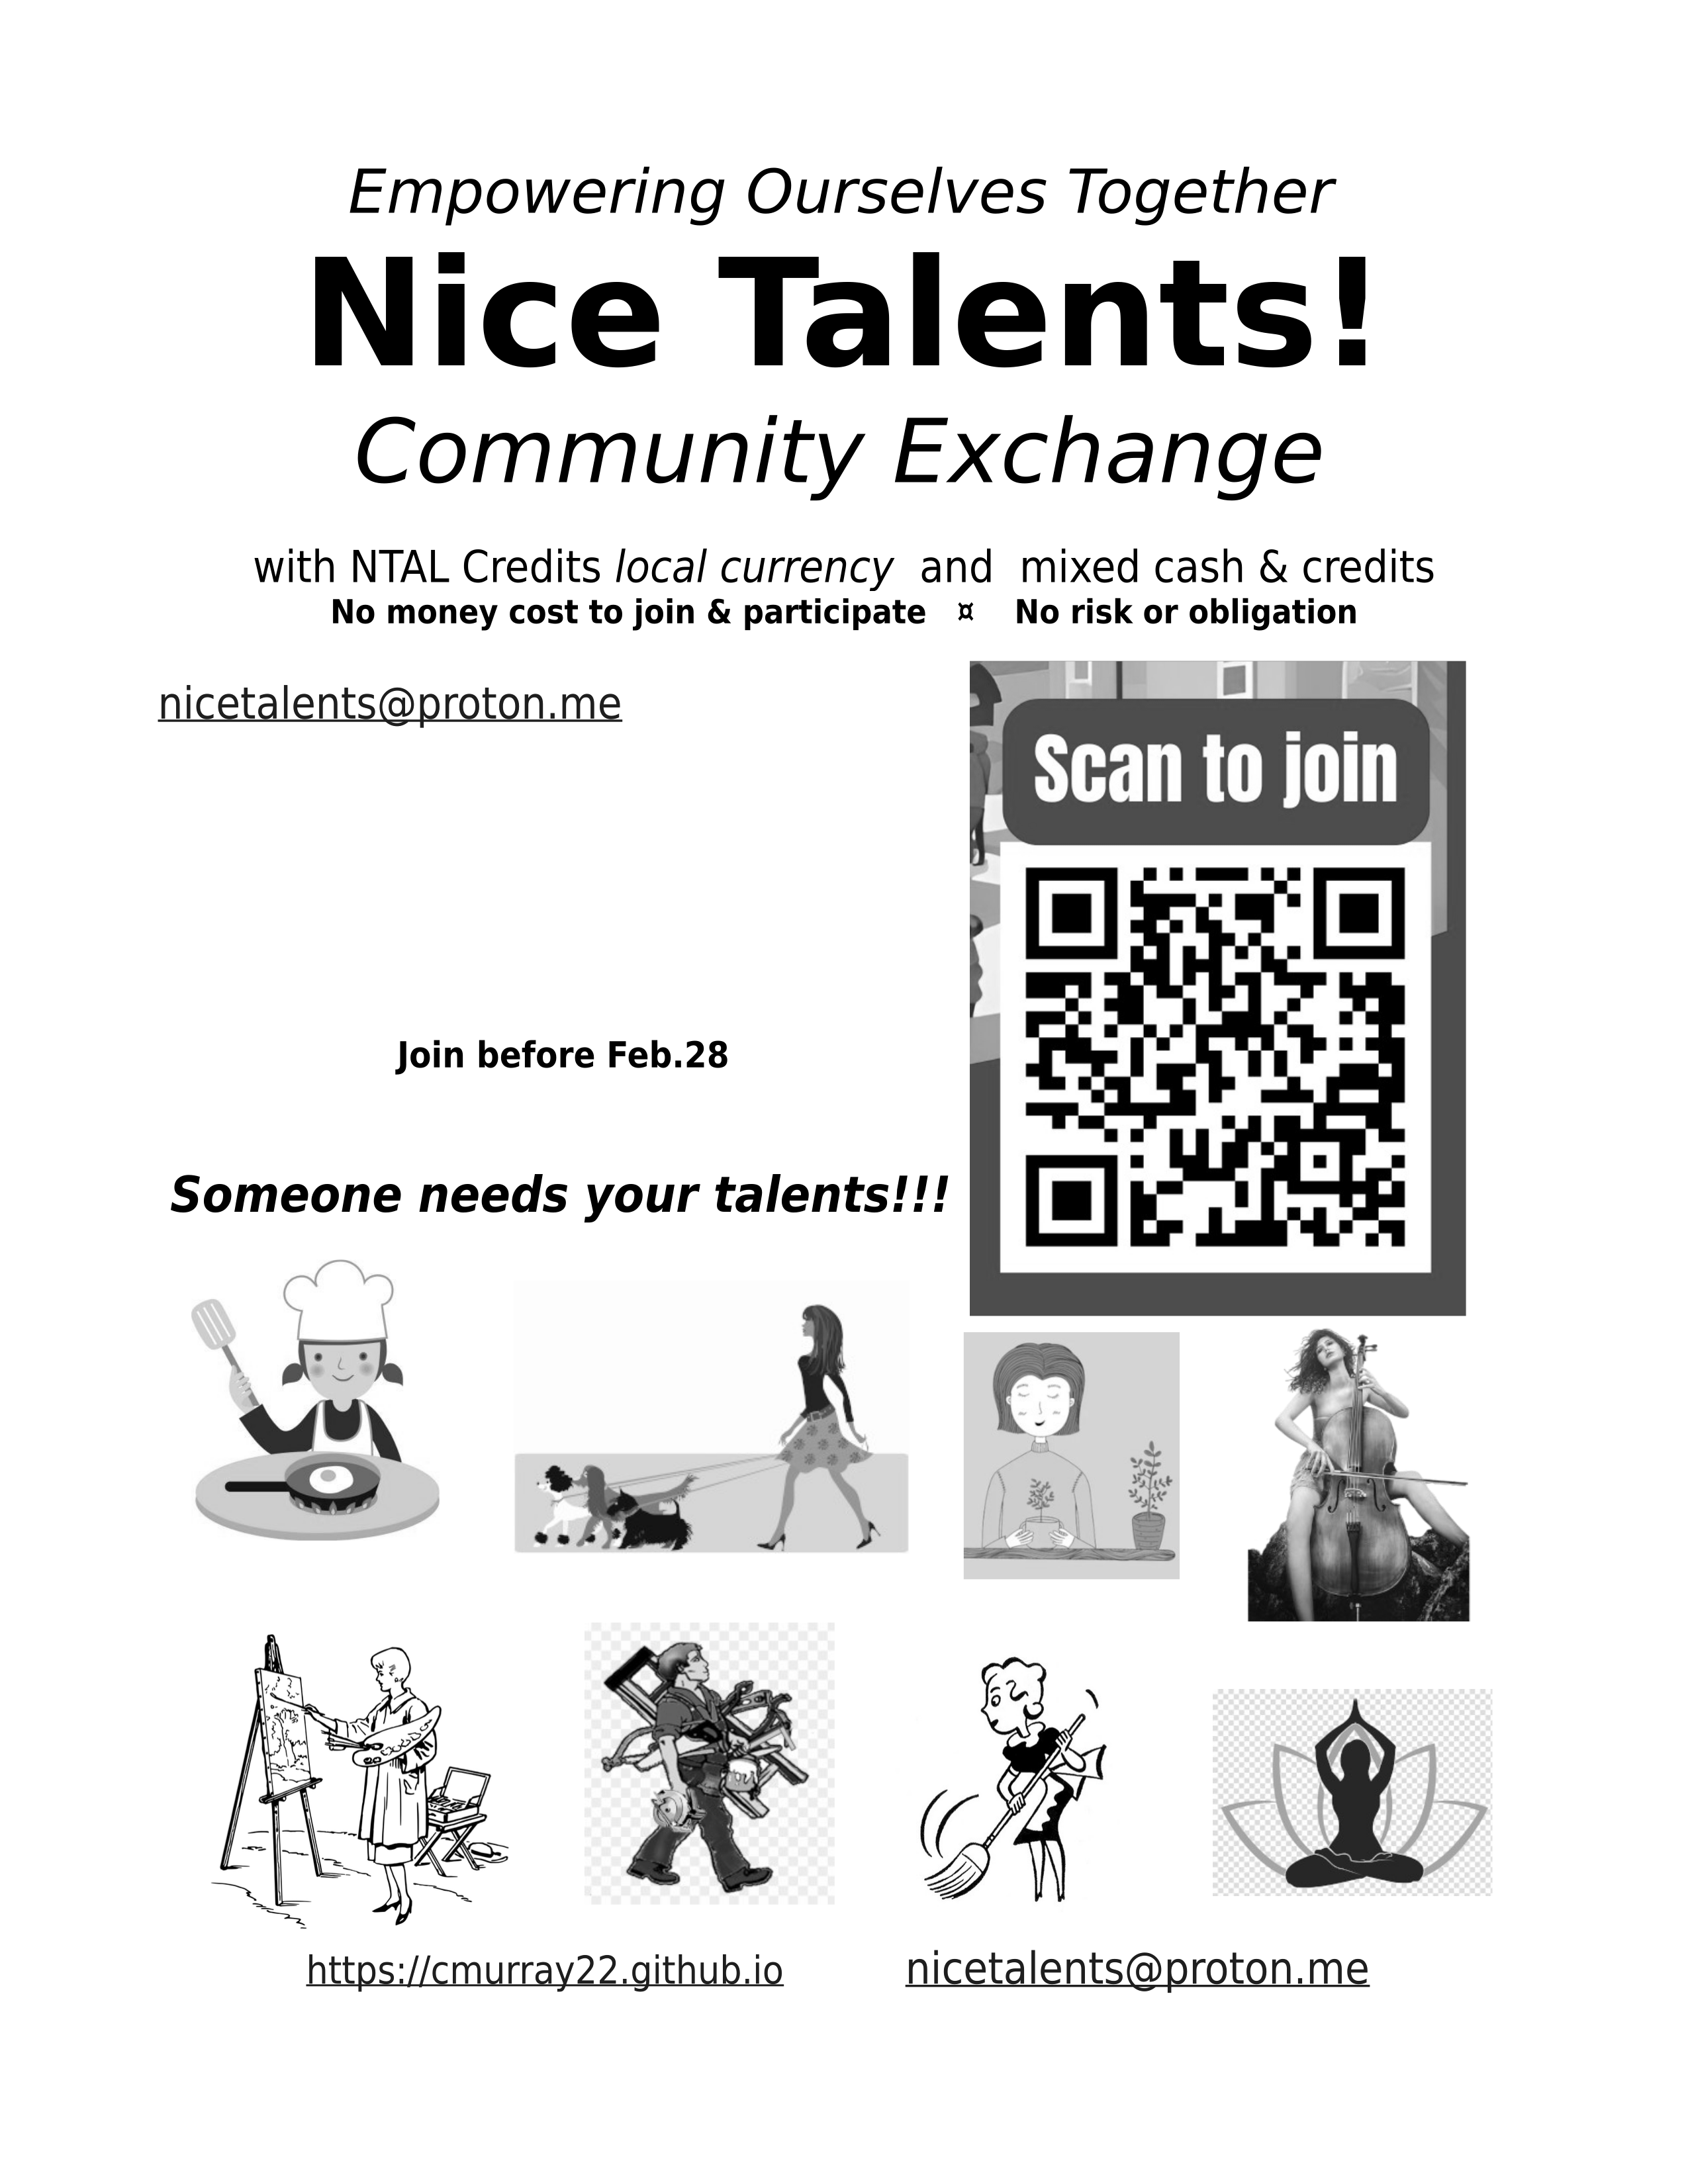 Empowering Ourselves Together
Nice Talents!
Community Exchange
with NTAL Credits local currency and mixed cash & credits
No money cost to join & participate ¤ No risk or obligation
nicetalents@proton.me
Scan to join
Join before Feb.28
Someone needs your talents!!!
https://cmurray22.github.io nicetalents@proton.me